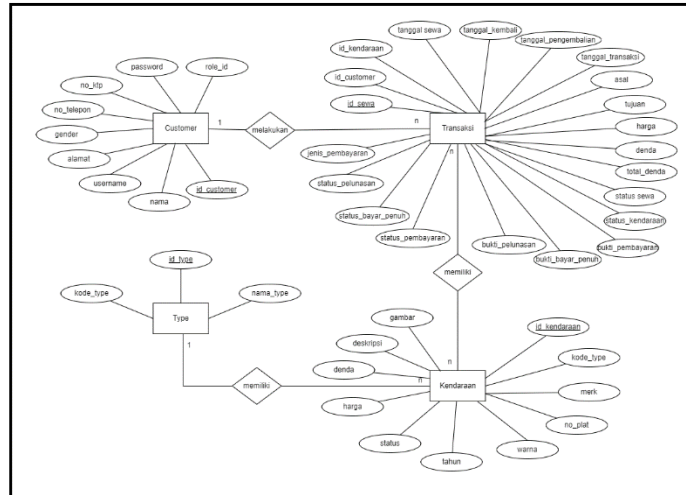 tanggal sewa
tanggal_kembali
id_kendaraan
tanggal_pengembalian
password
role_id
tanggal_transaksi
id_customer
asal
no_ktp
id_sewa
tujuan
no_telepon
Customer
1
melakukan
n
Transaksi
harga
gender
n
jenis_pembayaran
denda
alamat
status_pelunasan
total_denda
username
id_customer
status sewa
nama
status_bayar_penuh
status_kendaraan
status_pembayaran
bukti_pelunasan
bukti_pembayaran
bukti_bayar_penuh
id_type
memiliki
kode_type
nama_type
Type
gambar
id_kendaraan
1
deskripsi
n
kode_type
denda
memiliki
n
Kendaraan
merk
harga
no_plat
status
warna
tahun